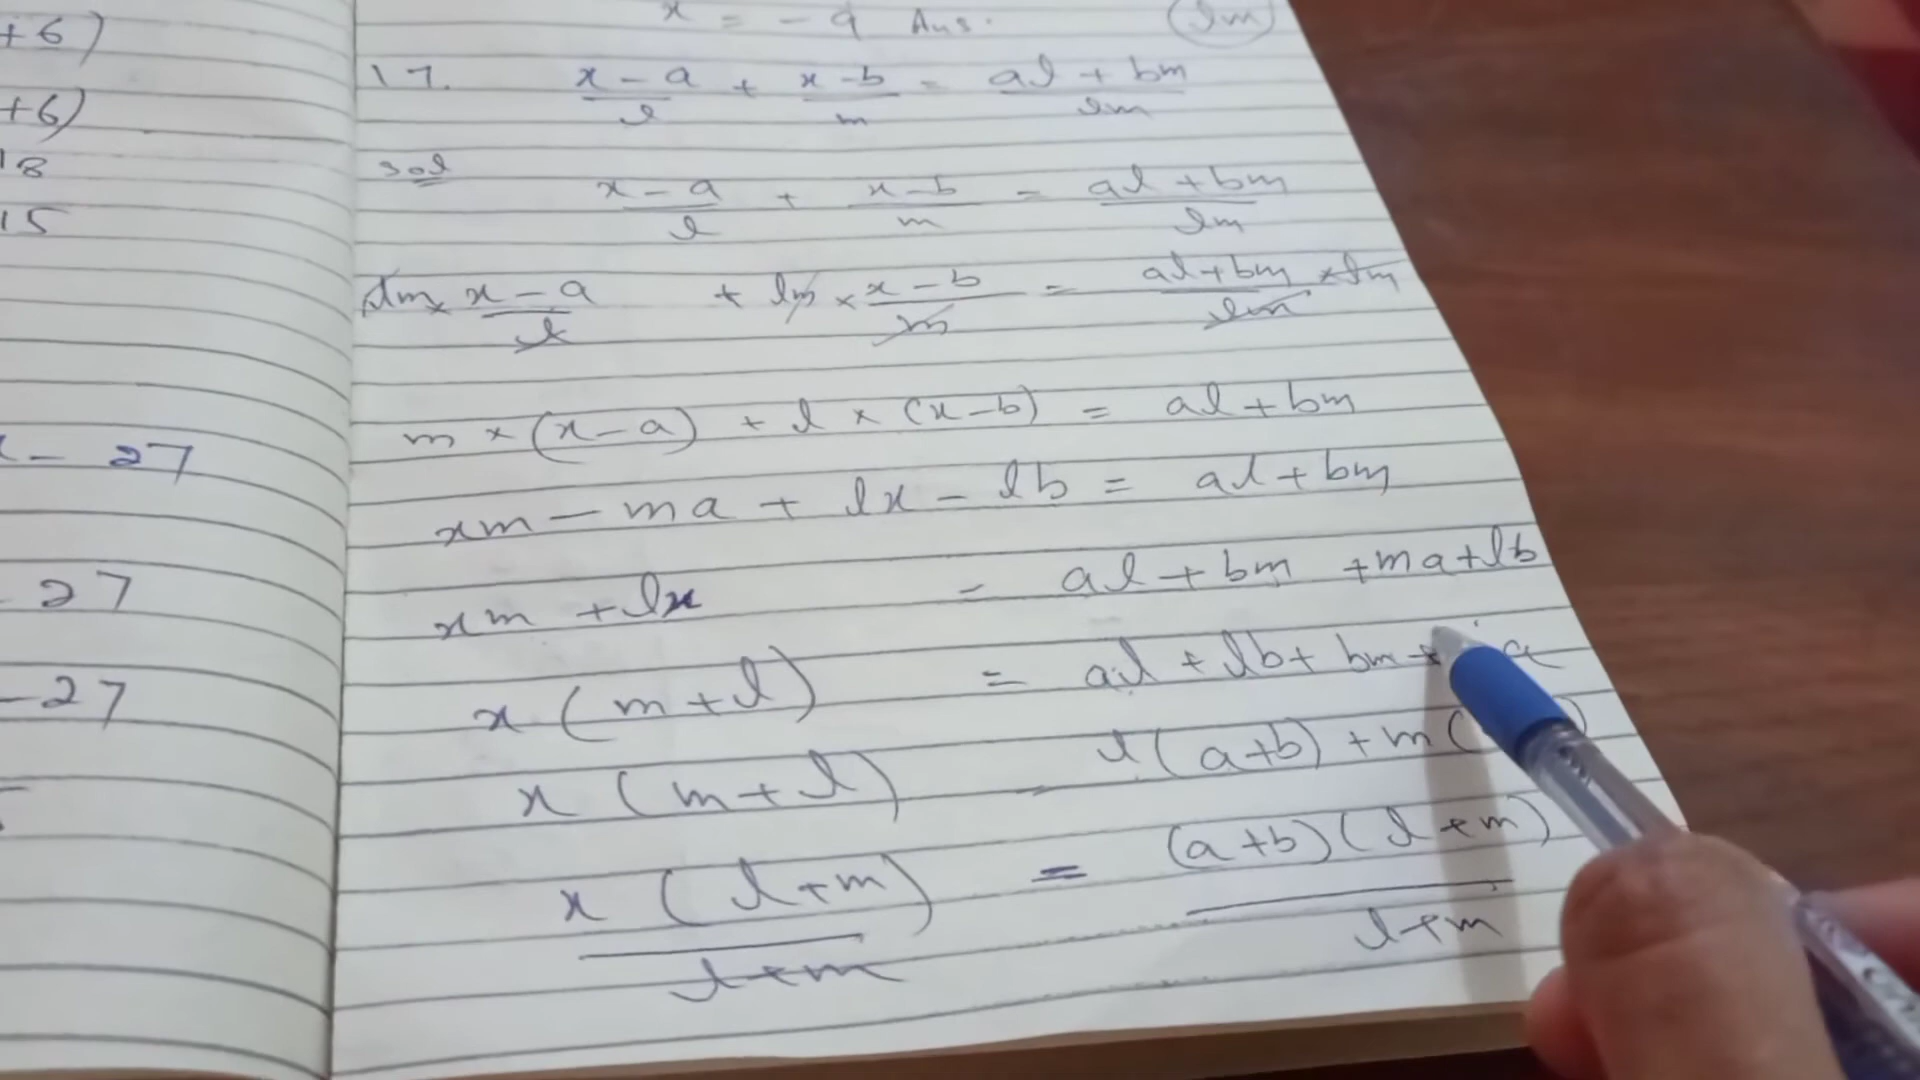 +6)
+6)
18
15
- 27
27
-27
x = -9 Ans.
lm
17. x-a/l + x-b/m = al+bm/lm
Sol
x-a/l + x-b/m = al+bm/lm
lm × x-a/l + lm × x-b/m = al+bm/lm × lm
m × (x-a) + l × (x-b) = al+bm
xm - ma + lx - lb = al+bm
xm + lx = al + bm + ma + lb
x (m+l) = al + lb + bm + a
x (m+l) = l(a+b) + m( )
x (l+m)/l+m = (a+b)(l+m)/l+m